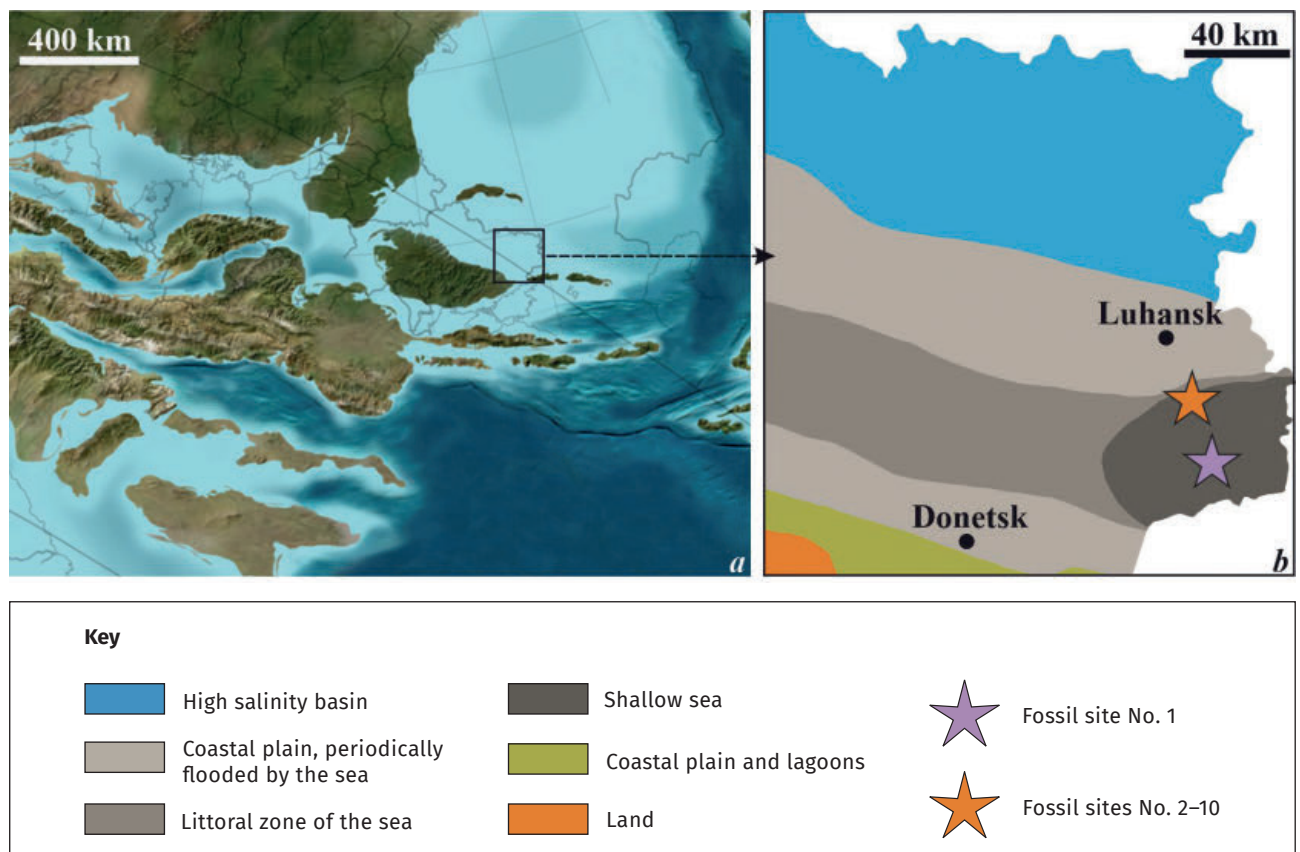 400 km
a
40 km
Luhansk
Donetsk
b
Key
High salinity basin
Coastal plain, periodically
flooded by the sea
Littoral zone of the sea
Shallow sea
Coastal plain and lagoons
Land
Fossil site No. 1
Fossil sites No. 2–10